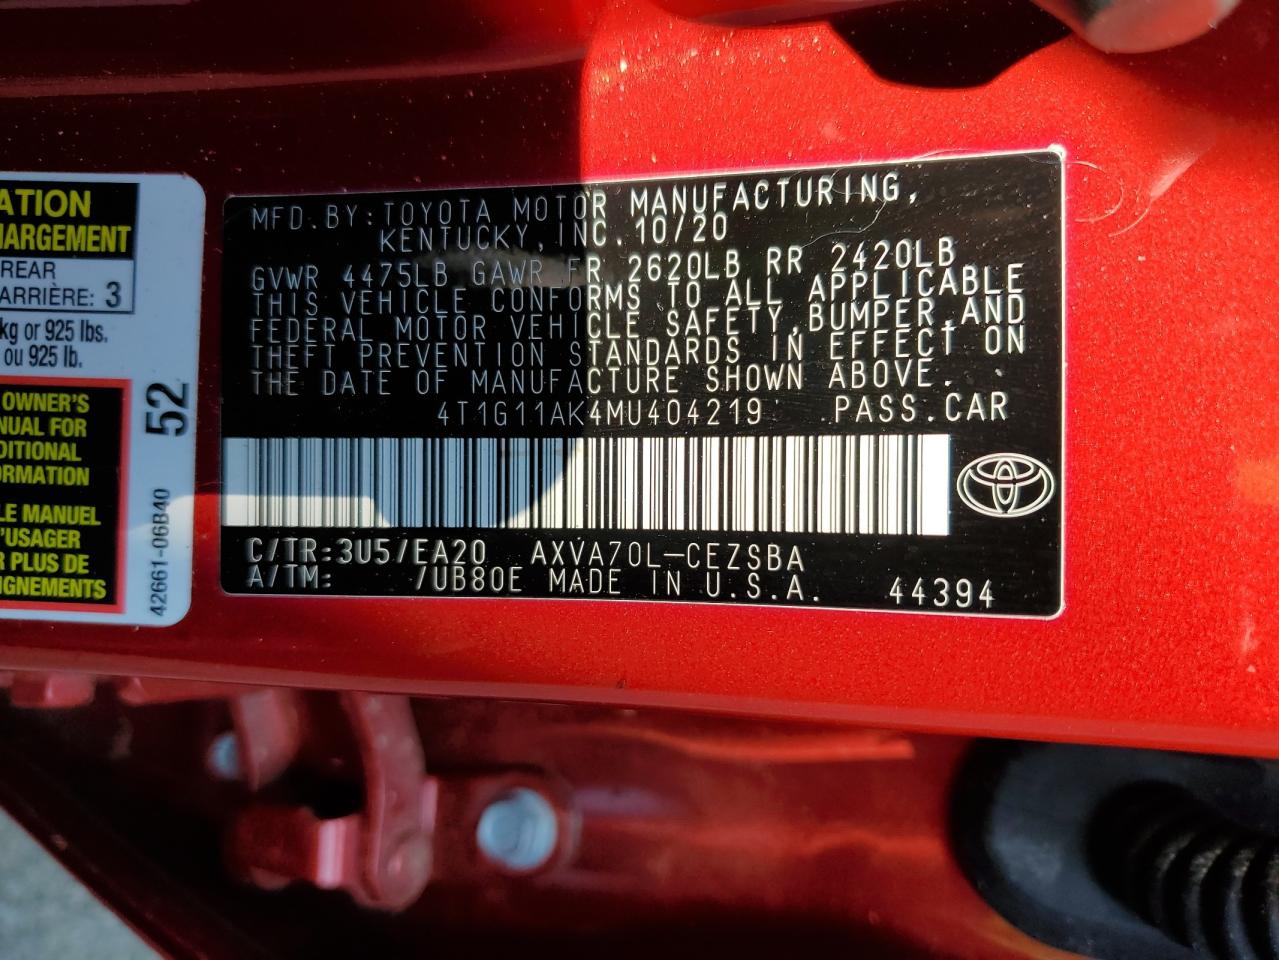 ATION
HARGEMENT
REAR
ARRIÈRE: 3
kg or 925 lbs.
ou 925 lb.
OWNER'S
ANUAL FOR
DITIONAL
ORMATION
LE MANUEL
'USAGER
R PLUS DE
IGNEMENTS
52
42661-06B40
MFD. BY: TOYOTA MOTOR MANUFACTURING,
KENTUCKY, INC. 10/20
GVWR 4475LB GAWR FR 2620LB RR 2420LB
THIS VEHICLE CONFORMS TO ALL APPLICABLE
FEDERAL MOTOR VEHICLE SAFETY, BUMPER, AND
THEFT PREVENTION STANDARDS IN EFFECT ON
THE DATE OF MANUFACTURE SHOWN ABOVE.
4T1G11AK4MU404219 PASS.CAR
C/TR: 3U5/EA20 AXVA70L-CEZSBA
A/TM: /UB80E MADE IN U.S.A. 44394